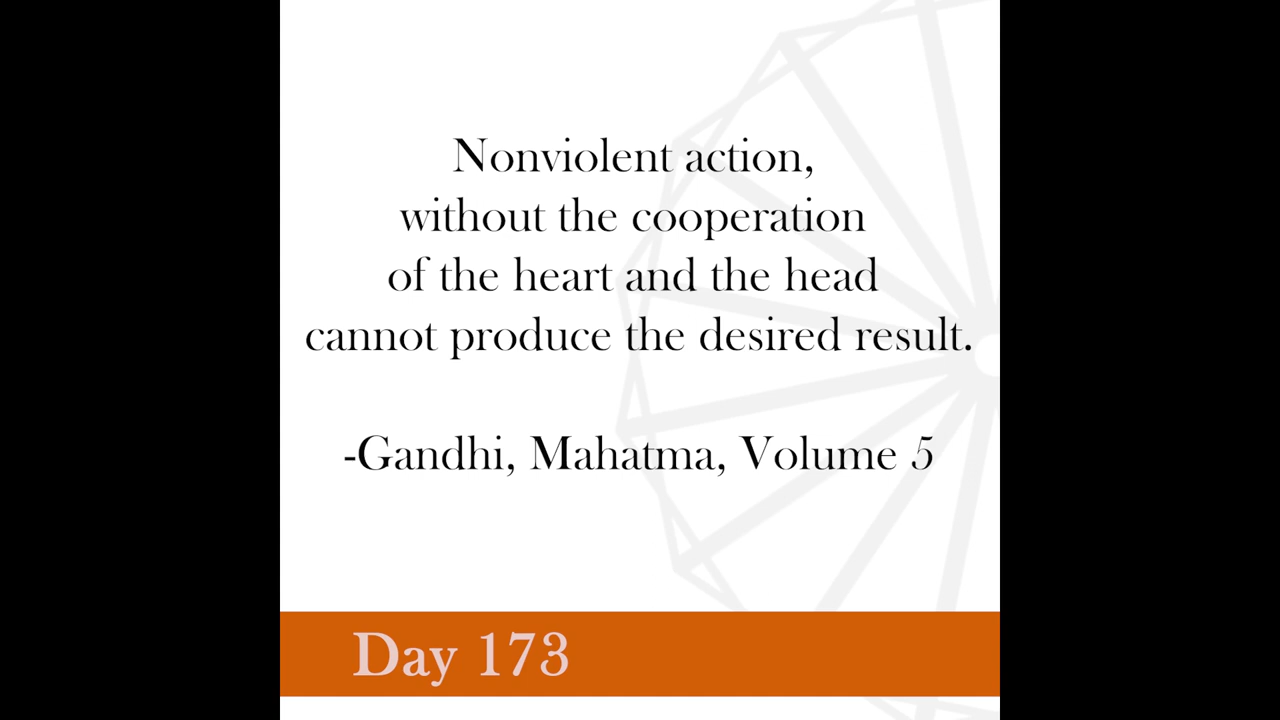 Nonviolent action,
without the cooperation
of the heart and the head
cannot produce the desired result.
-Gandhi, Mahatma, Volume 5
Day 173